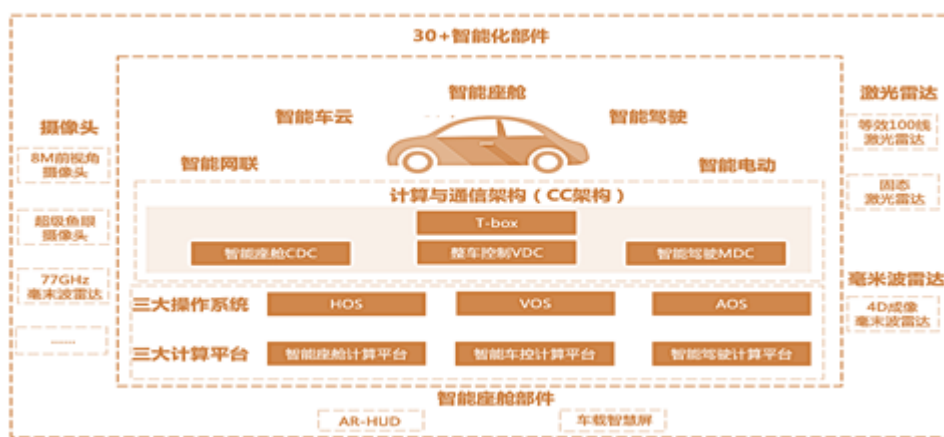 30+智能化部件
智能座舱
智能车云
智能驾驶
智能网联
智能电动
摄像头
8M前视角
摄像头
超级鱼眼
摄像头
77GHz
毫米波雷达
......
激光雷达
等效100线
激光雷达
固态
激光雷达
毫米波雷达
4D成像
毫米波雷达
计算与通信架构（CC架构）
T-box
智能座舱CDC
整车控制VDC
智能驾驶MDC
三大操作系统
HOS
VOS
AOS
三大计算平台
智能座舱计算平台
智能车控计算平台
智能驾驶计算平台
智能座舱部件
AR-HUD
车载智慧屏